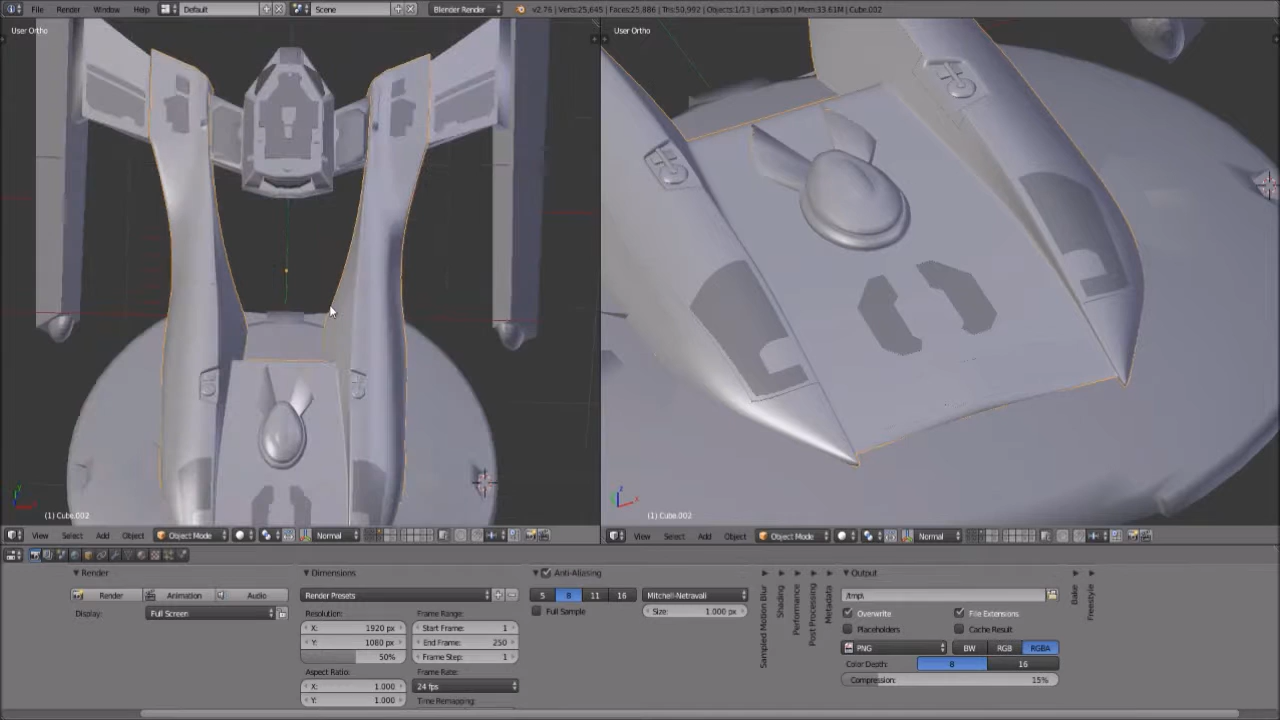 File Render Window Help Default Scene Blender Render v2.76 | Verts:25,645 | Faces:25,886 | Tris:50,992 | Objects:1/13 | Lamps:0/0 | Mem:33.61M | Cube.002
User Ortho User Ortho
(1) Cube.002 (1) Cube.002
View Select Add Object Object Mode Normal View Select Add Object Object Mode Normal
Render Dimensions Anti-Aliasing Output
Render Animation Audio Render Presets 5 8 11 16 Mitchell-Netravali /tmp\
Display: Full Screen Resolution: Frame Range: Full Sample Size: 1.000 px Overwrite File Extensions
X: 1920 px Start Frame: 1 Placeholders Cache Result
Y: 1080 px End Frame: 250 PNG BW RGB RGBA
50% Frame Step: 1 Color Depth: 8 16
Aspect Ratio: Frame Rate: Compression: 15%
X: 1.000 24 fps
Y: 1.000 Time Remapping:
Sampled Motion Blur
Shading
Performance
Post Processing
Metadata
Bake
Freestyle